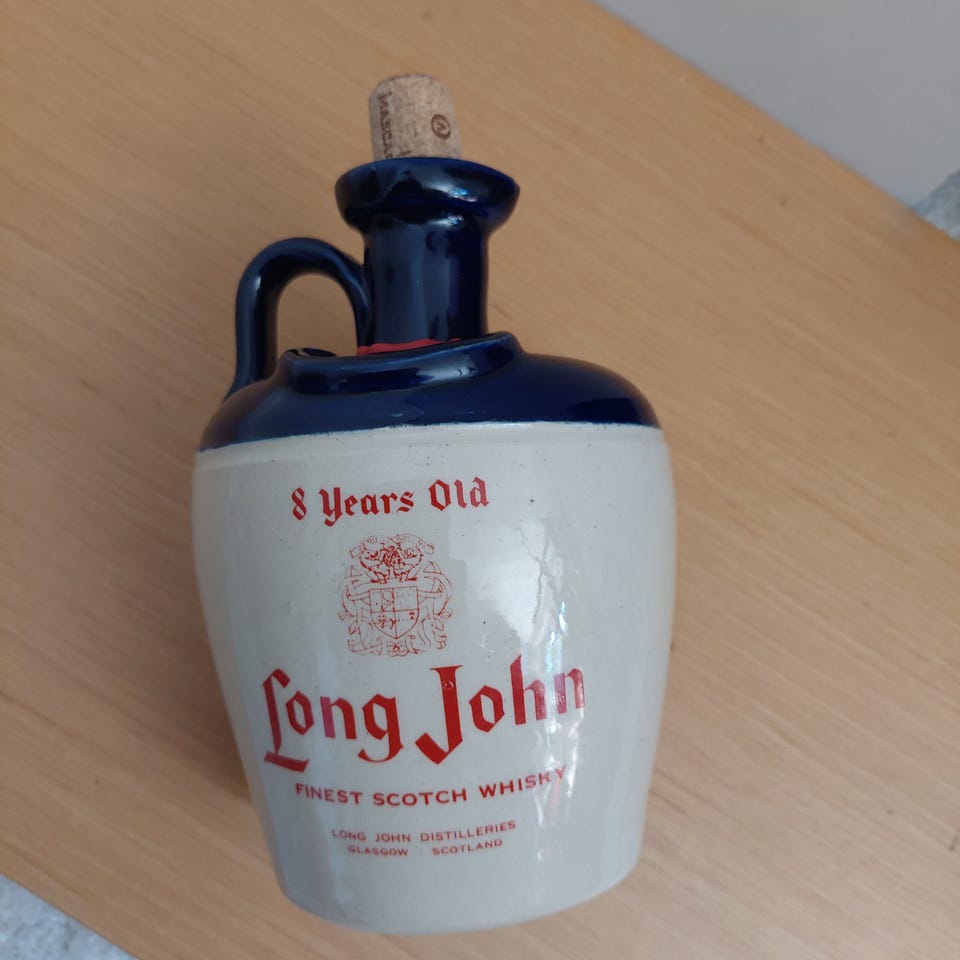 8 Years Old
Long John
FINEST SCOTCH WHISKY
LONG JOHN DISTILLERIES
GLASGOW SCOTLAND